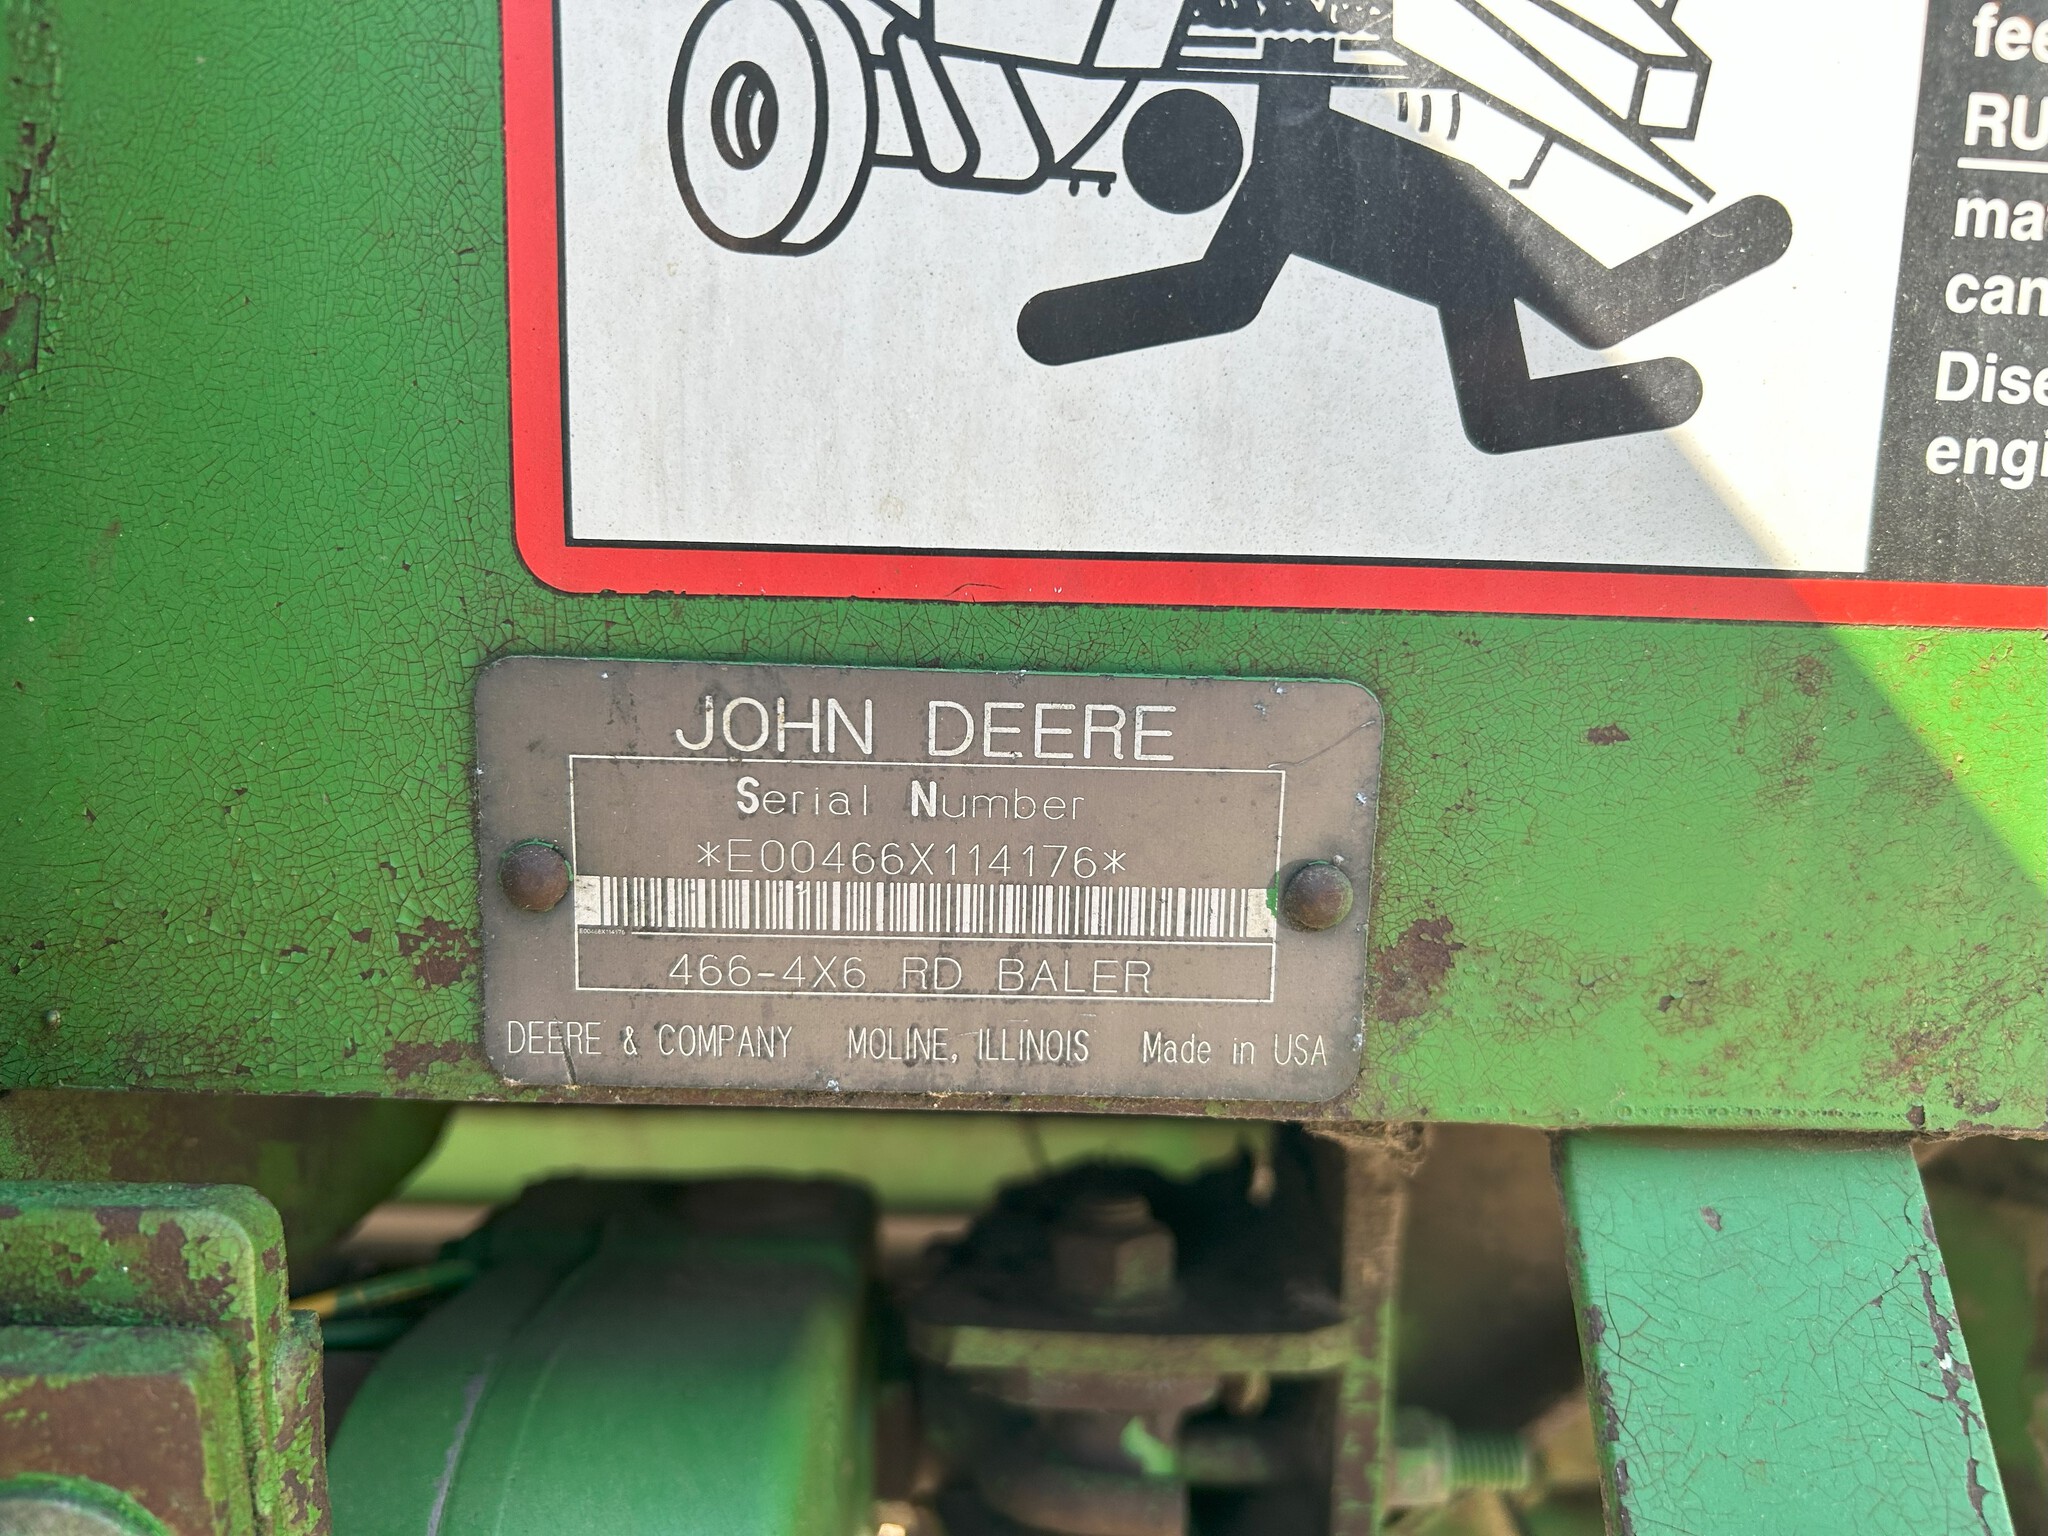 JOHN DEERE
Serial Number
*E00466X114176*
E00466X114176
466-4X6 RD BALER
DEERE & COMPANY MOLINE, ILLINOIS Made in USA
fee
RU
ma
can
Dise
engi